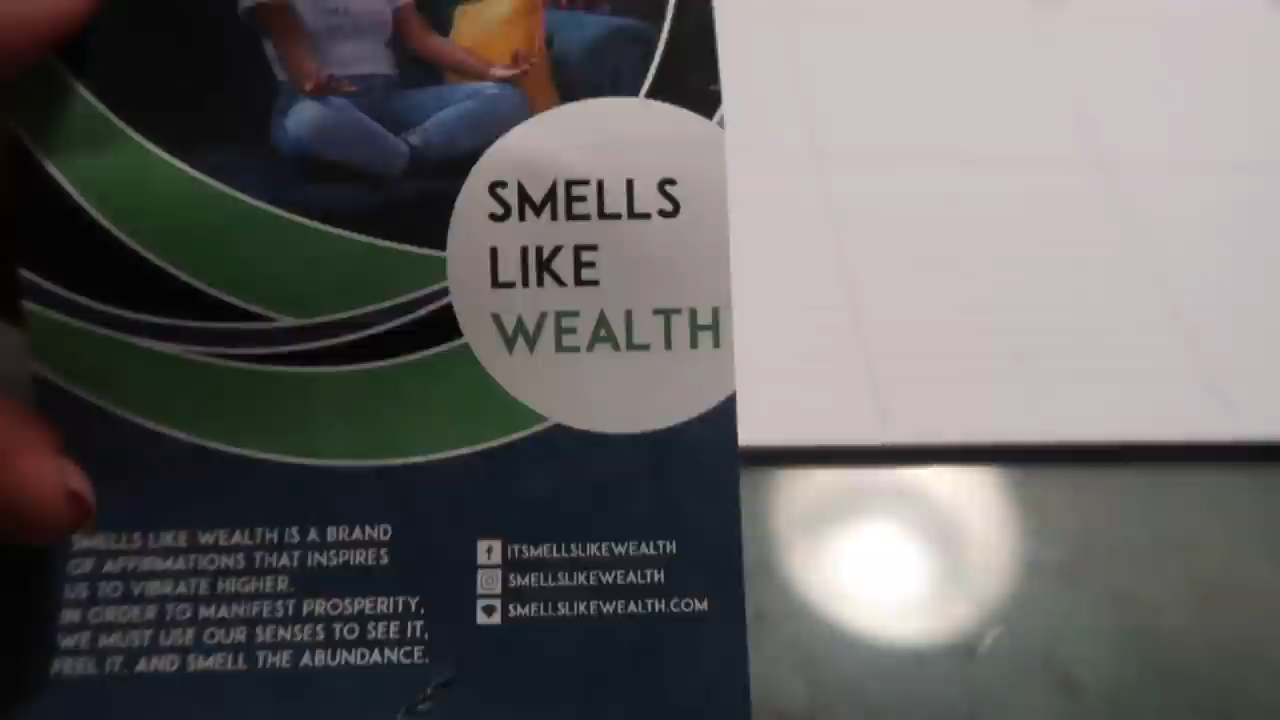 SMELLS
LIKE
WEALTH
SMELLS LIKE WEALTH IS A BRAND
OF AFFIRMATIONS THAT INSPIRES
US TO VIBRATE HIGHER.
IN ORDER TO MANIFEST PROSPERITY,
WE MUST USE OUR SENSES TO SEE IT,
FEEL IT, AND SMELL THE ABUNDANCE.
ITSMELLSLIKEWEALTH
SMELLSLIKEWEALTH
SMELLSLIKEWEALTH.COM